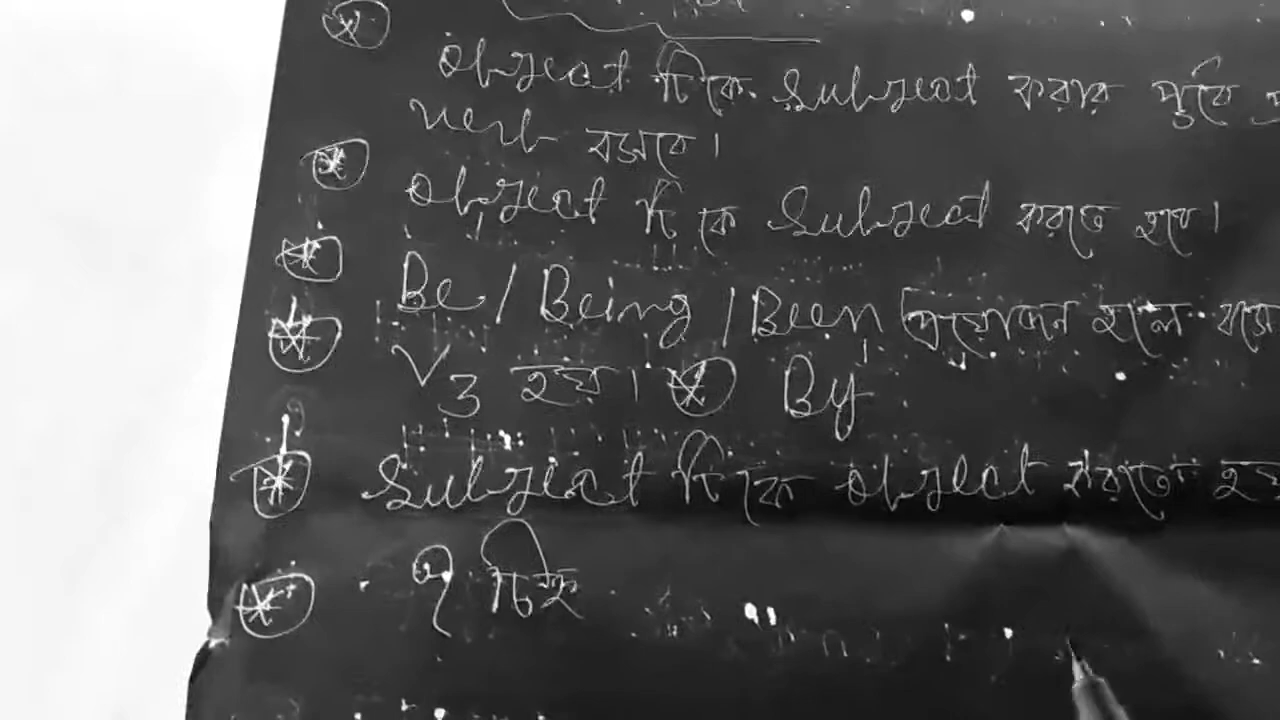 object টিকে Subject করার পূর্বে
verb বসবে।
object টি কে Subject করতে হবে।
Be / Being / Been প্রয়োজন হলে বসে
V3 হয়। By
Subject টি কে object করতে হয়
? চিহ্ন